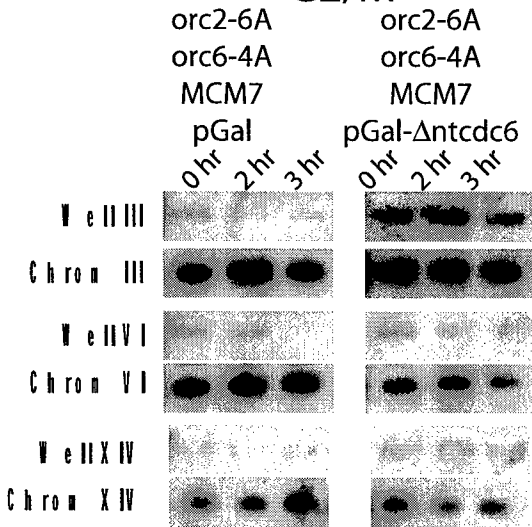 orc2-6A orc2-6A
orc6-4A orc6-4A
MCM7 MCM7
pGal pGal-Δntcdc6
0 hr 2 hr 3 hr 0 hr 2 hr 3 hr
Well III
Chrom III
Well VI
Chrom VI
Well XIV
Chrom XIV